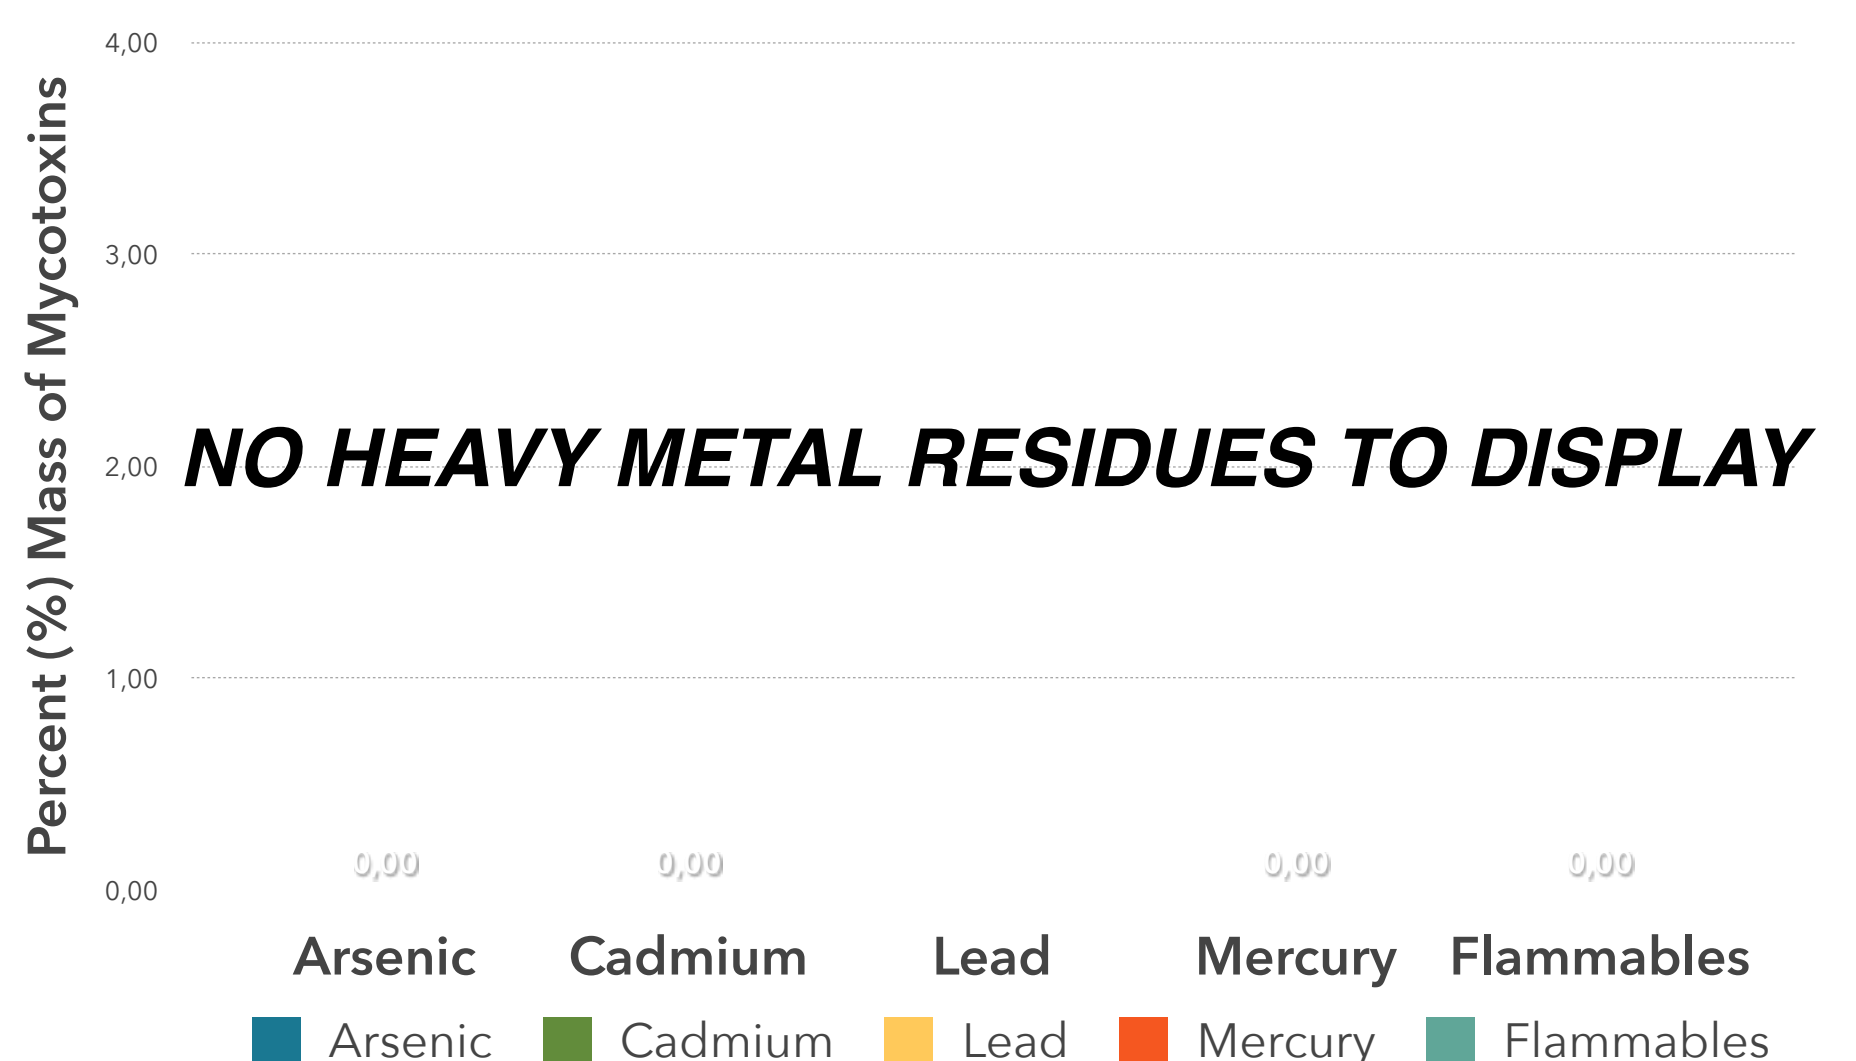 Percent (%) Mass of Mycotoxins
4,00
3,00
2,00
NO HEAVY METAL RESIDUES TO DISPLAY
1,00
0,00
0,00 0,00 0,00 0,00
Arsenic Cadmium Lead Mercury Flammables
Arsenic Cadmium Lead Mercury Flammables